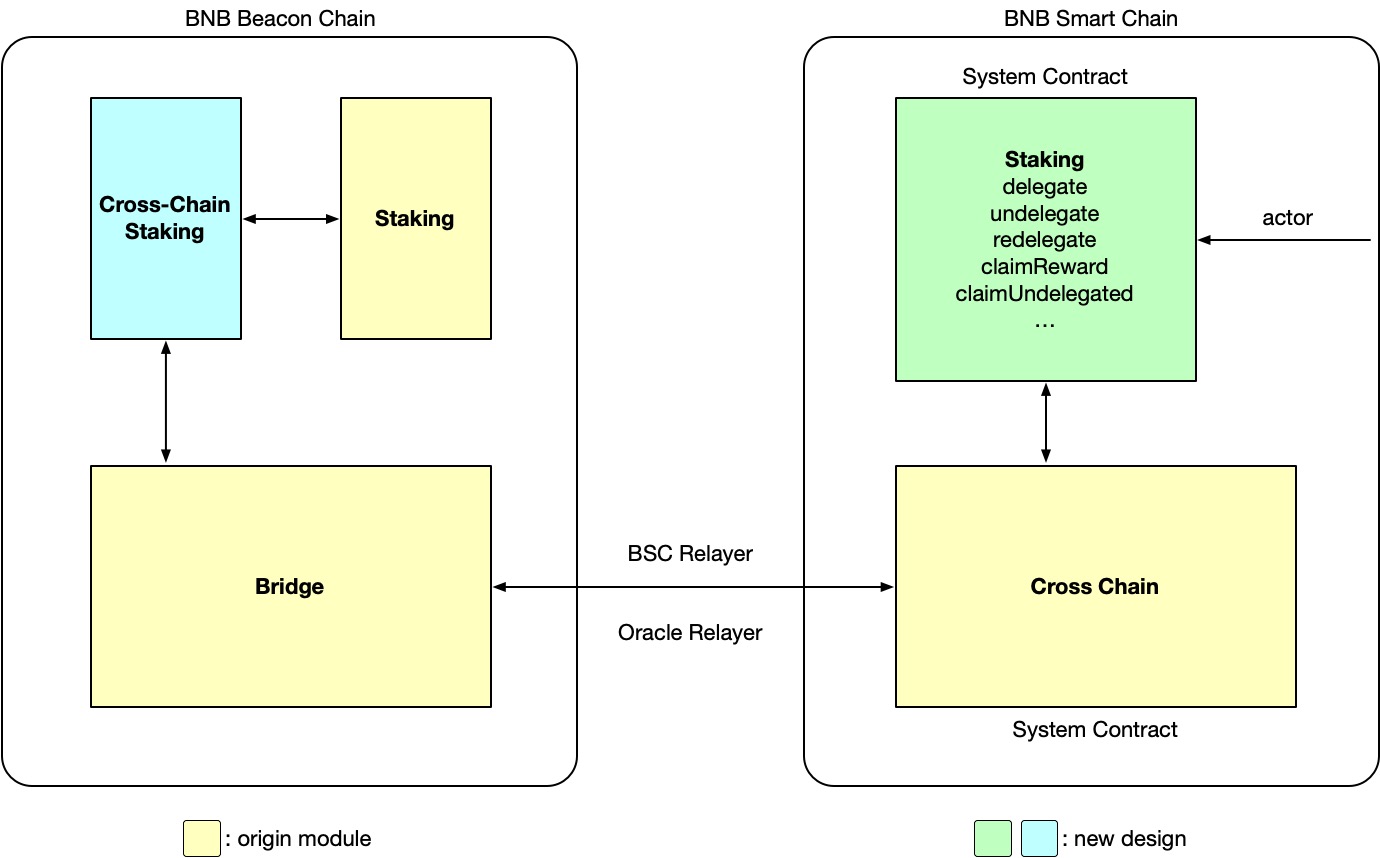 BNB Beacon Chain
BNB Smart Chain
System Contract
Cross-Chain
Staking
Staking
Staking
delegate
undelegate
redelegate
claimReward
claimUndelegated
...
actor
Bridge
BSC Relayer
Oracle Relayer
Cross Chain
System Contract
: origin module
: new design